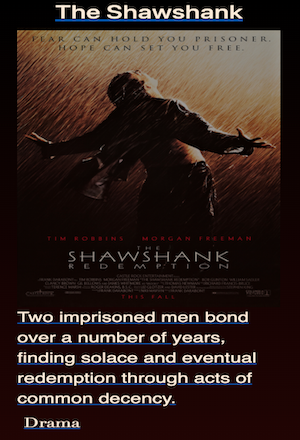 The Shawshank
FEAR CAN HOLD YOU PRISONER.
HOPE CAN SET YOU FREE.
TIM ROBBINS MORGAN FREEMAN
THE
SHAWSHANK
REDEMPTION
THIS FALL
Two imprisoned men bond
over a number of years,
finding solace and eventual
redemption through acts of
common decency.
Drama